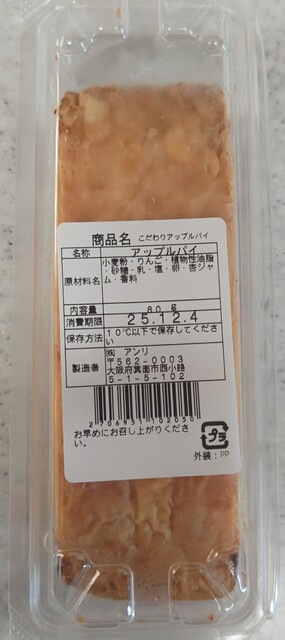 商品名 こだわりアップルパイ
名称 アップルパイ
原材料名 小麦粉・りんご・植物性油脂
・砂糖・乳・塩・卵・杏ジャ
ム・香料
内容量 80g
消費期限 25.12.4
保存方法 10℃以下で保存してくださ
い
製造者 ㈱ アンリ
〒562-0003
大阪府箕面市西小路
5-1-5-102
2706951102050
お早めにお召し上がりくださ
い。
プラ
外装:PP